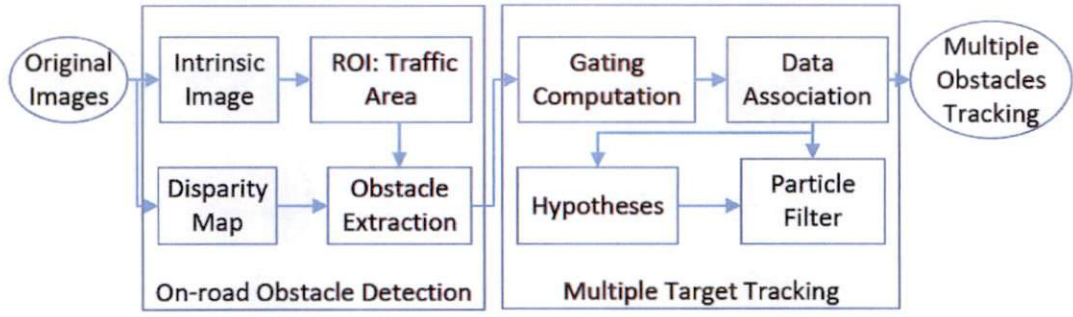 Original
Images
Intrinsic
Image
ROI: Traffic
Area
Disparity
Map
Obstacle
Extraction
On-road Obstacle Detection
Gating
Computation
Data
Association
Hypotheses
Particle
Filter
Multiple Target Tracking
Multiple
Obstacles
Tracking